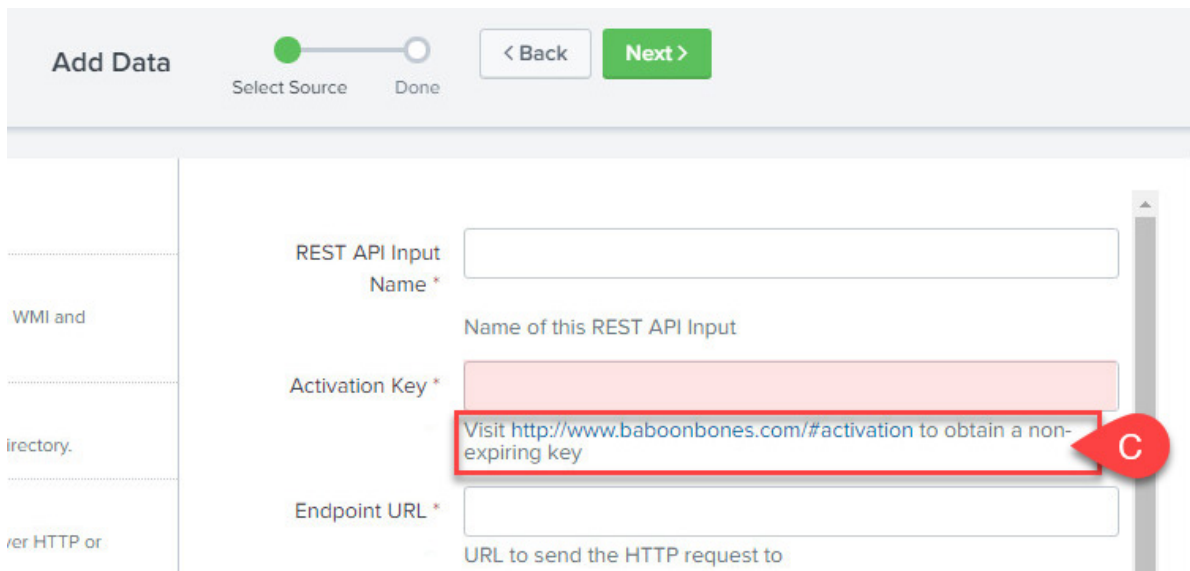 Add Data
Select Source
Done
< Back
Next >
WMI and
irectory.
ver HTTP or
REST API Input
Name *
Name of this REST API Input
Activation Key *
Visit http://www.baboonbones.com/#activation to obtain a non-
expiring key
C
Endpoint URL *
URL to send the HTTP request to